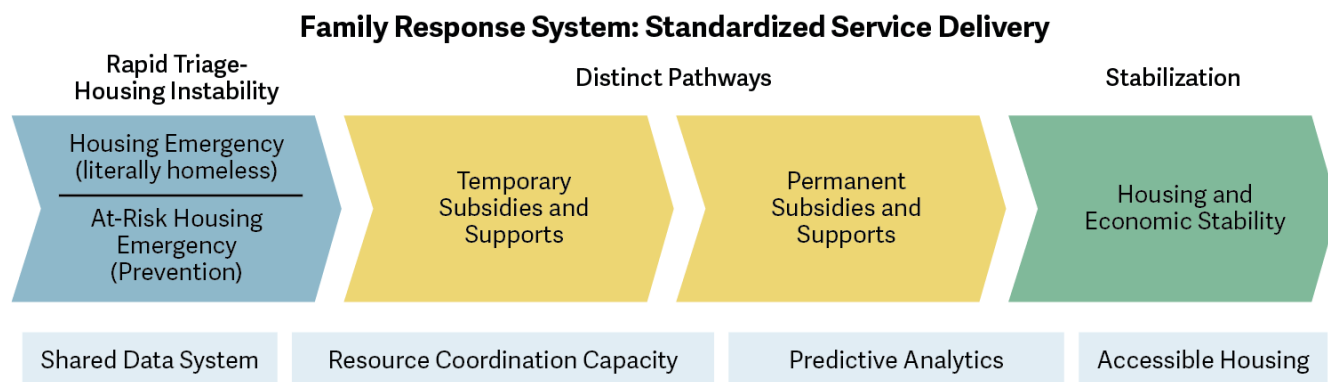 Family Response System: Standardized Service Delivery
Rapid Triage-
Housing Instability
Distinct Pathways
Stabilization
Housing Emergency
(literally homeless)
At-Risk Housing
Emergency
(Prevention)
Temporary
Subsidies and
Supports
Permanent
Subsidies and
Supports
Housing and
Economic Stability
Shared Data System
Resource Coordination Capacity
Predictive Analytics
Accessible Housing